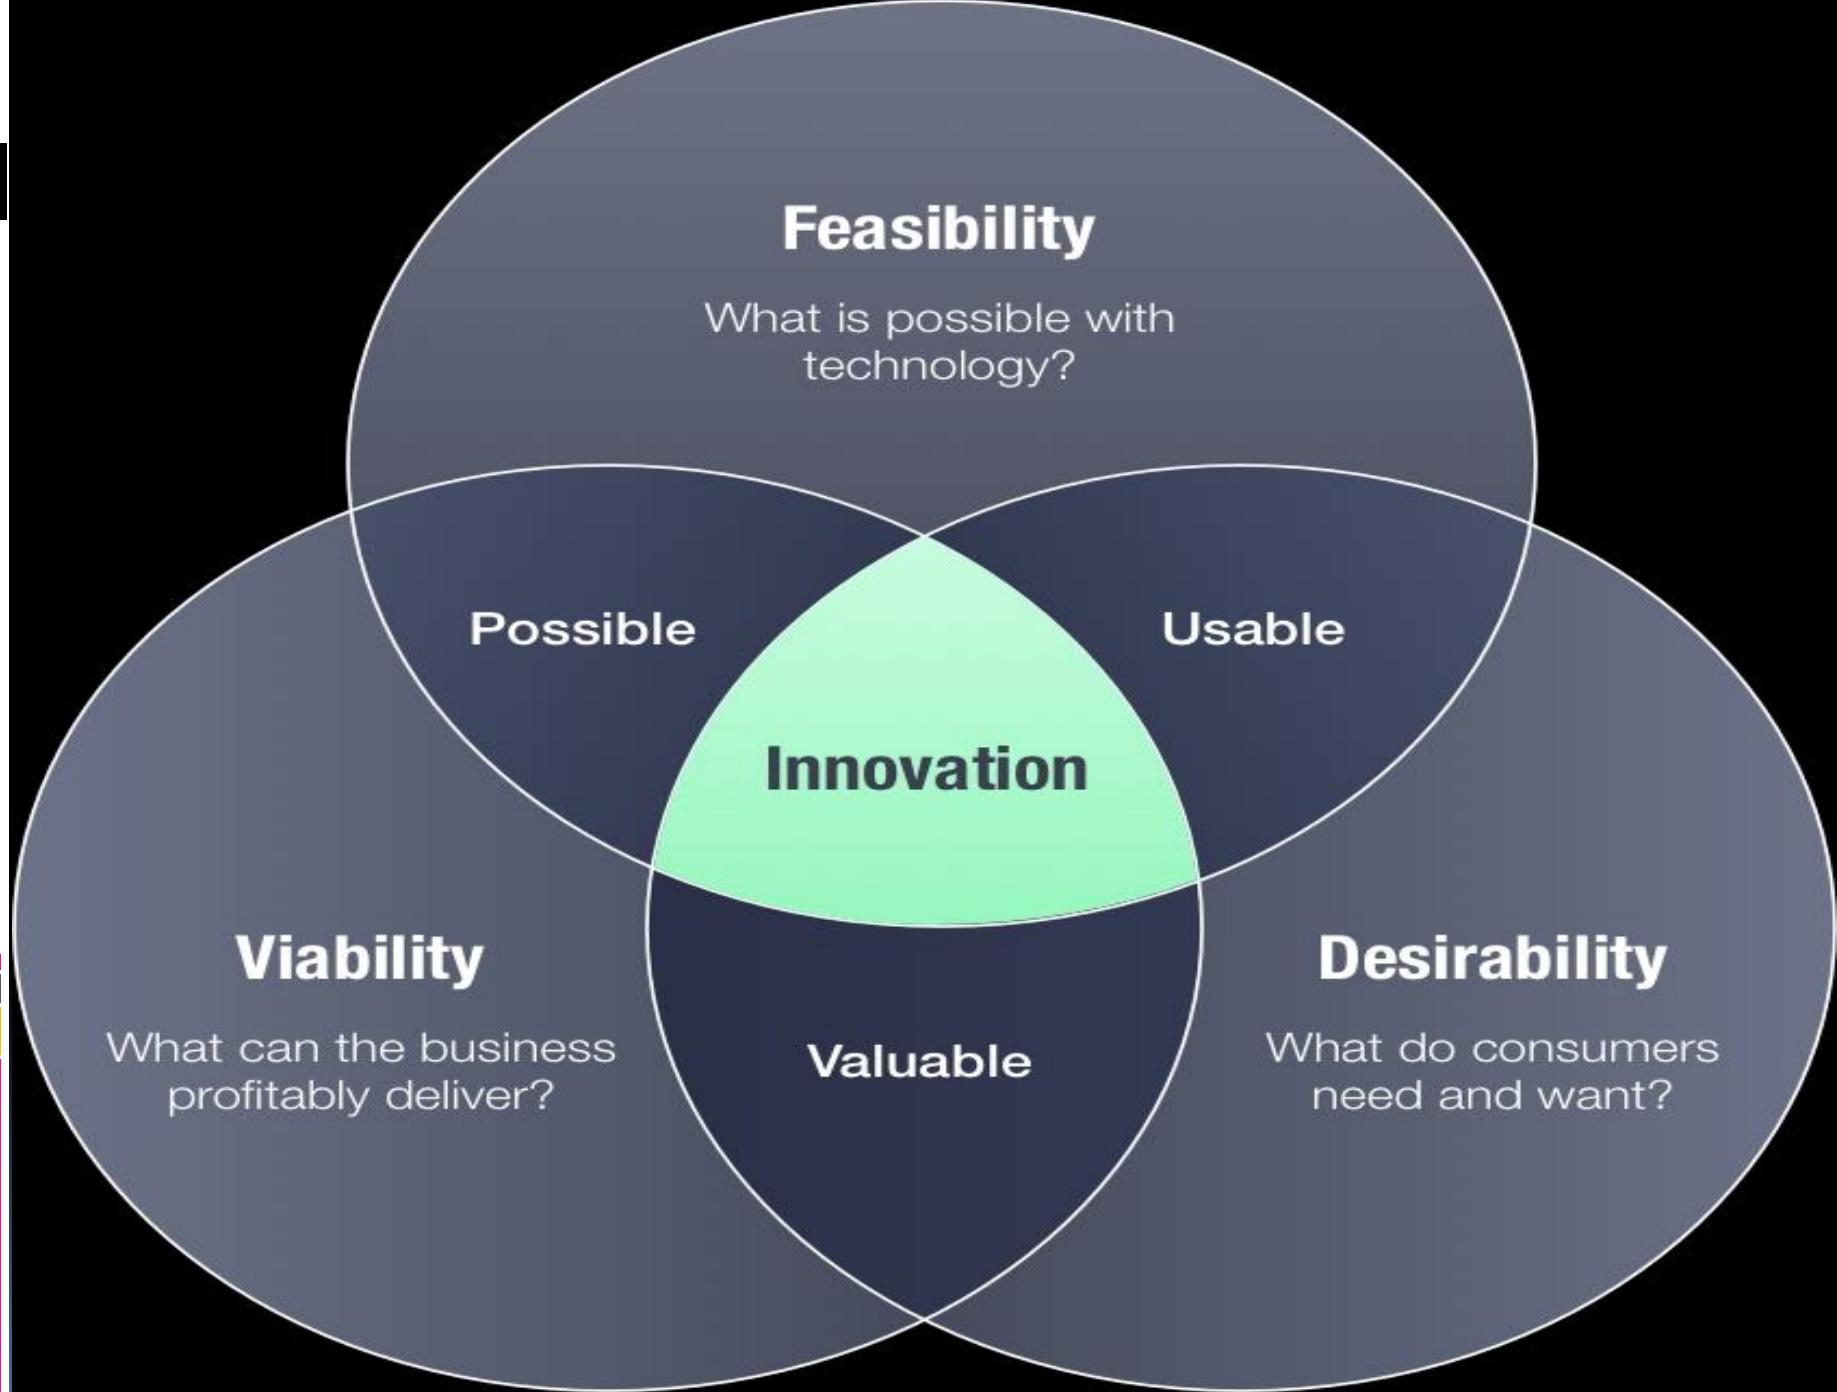 Feasibility
What is possible with
technology?
Possible
Usable
Innovation
Viability
What can the business
profitably deliver?
Valuable
Desirability
What do consumers
need and want?